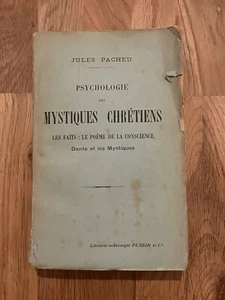 JULES PACHEU
PSYCHOLOGIE
DES
MYSTIQUES CHRÉTIENS
LES FAITS : LE POÈME DE LA CONSCIENCE
Dante et les Mystiques
Librairie académique PERRIN et Cie